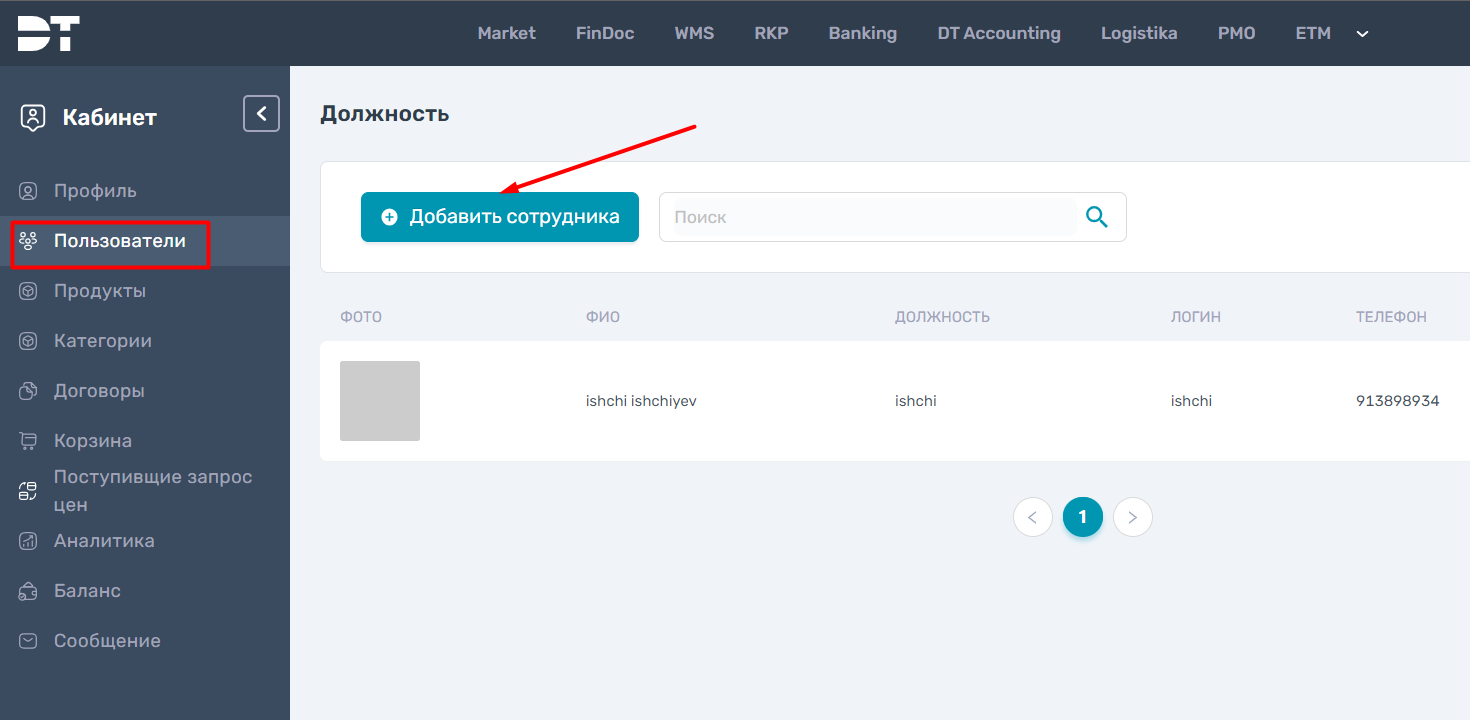 DT
Market FinDoc WMS RKP Banking DT Accounting Logistika PMO ETM
Кабинет
Профиль
Пользователи
Продукты
Категории
Договоры
Корзина
Поступивщие запрос
цен
Аналитика
Баланс
Сообщение
Должность
Добавить сотрудника
Поиск
ФОТО ФИО ДОЛЖНОСТЬ ЛОГИН ТЕЛЕФОН
ishchi ishchiyev ishchi ishchi 913898934
< 1 >